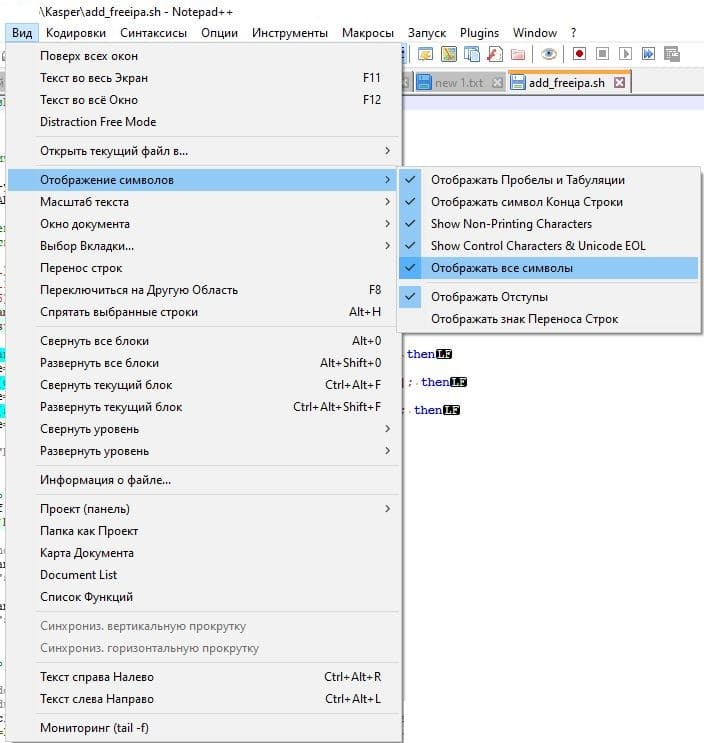 \Kasper\add_freeipa.sh - Notepad++
Вид Кодировки Синтаксисы Опции Инструменты Макросы Запуск Plugins Window ?
new 1.txt add_freeipa.sh
Поверх всех окон
Текст во весь Экран F11
Текст во всё Окно F12
Distraction Free Mode
Открыть текущий файл в...
Отображение символов
Масштаб текста
Окно документа
Выбор Вкладки...
Перенос строк
Переключиться на Другую Область F8
Спрятать выбранные строки Alt+H
Свернуть все блоки Alt+0
Развернуть все блоки Alt+Shift+0
Свернуть текущий блок Ctrl+Alt+F
Развернуть текущий блок Ctrl+Alt+Shift+F
Свернуть уровень
Развернуть уровень
Информация о файле...
Проект (панель)
Папка как Проект
Карта Документа
Document List
Список Функций
Синхрониз. вертикальную прокрутку
Синхрониз. горизонтальную прокрутку
Текст справа Налево Ctrl+Alt+R
Текст слева Направо Ctrl+Alt+L
Мониторинг (tail -f)
Отображать Пробелы и Табуляции
Отображать символ Конца Строки
Show Non-Printing Characters
Show Control Characters & Unicode EOL
Отображать все символы
Отображать Отступы
Отображать знак Переноса Строк
then LF
; then LF
; then LF